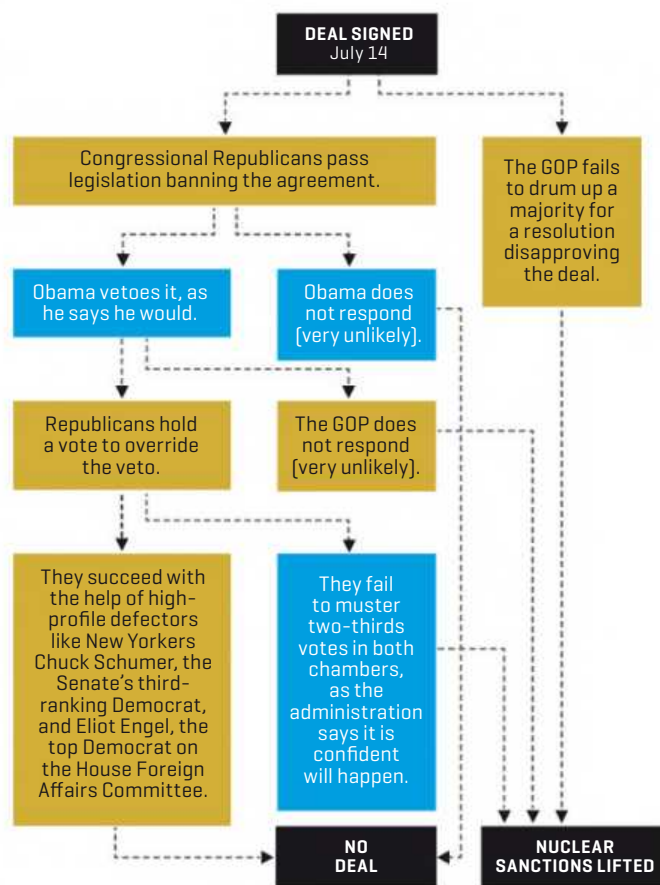 DEAL SIGNED
July 14
Congressional Republicans pass
legislation banning the agreement.
The GOP fails
to drum up a
majority for
a resolution
disapproving
the deal.
Obama vetoes it, as
he says he would.
Obama does
not respond
(very unlikely).
Republicans hold
a vote to override
the veto.
The GOP does
not respond
(very unlikely).
They succeed with
the help of high-
profile defectors
like New Yorkers
Chuck Schumer, the
Senate's third-
ranking Democrat,
and Eliot Engel, the
top Democrat on
the House Foreign
Affairs Committee.
They fail
to muster
two-thirds
votes in both
chambers,
as the
administration
says it is
confident
will happen.
NO
DEAL
NUCLEAR
SANCTIONS LIFTED